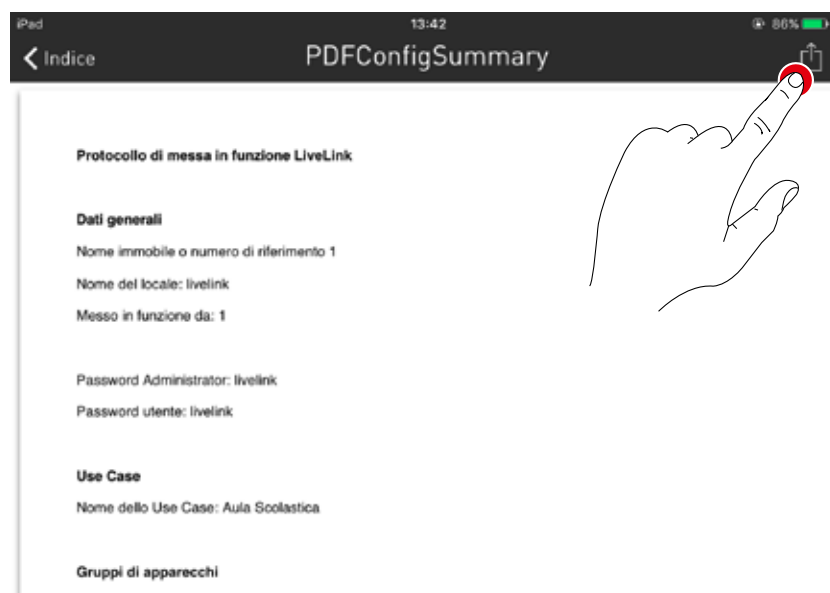 iPad 13:42 86%
Indice PDFConfigSummary
Protocollo di messa in funzione LiveLink
Dati generali
Nome immobile o numero di riferimento 1
Nome del locale: livelink
Messo in funzione da: 1
Password Administrator: livelink
Password utente: livelink
Use Case
Nome dello Use Case: Aula Scolastica
Gruppi di apparecchi